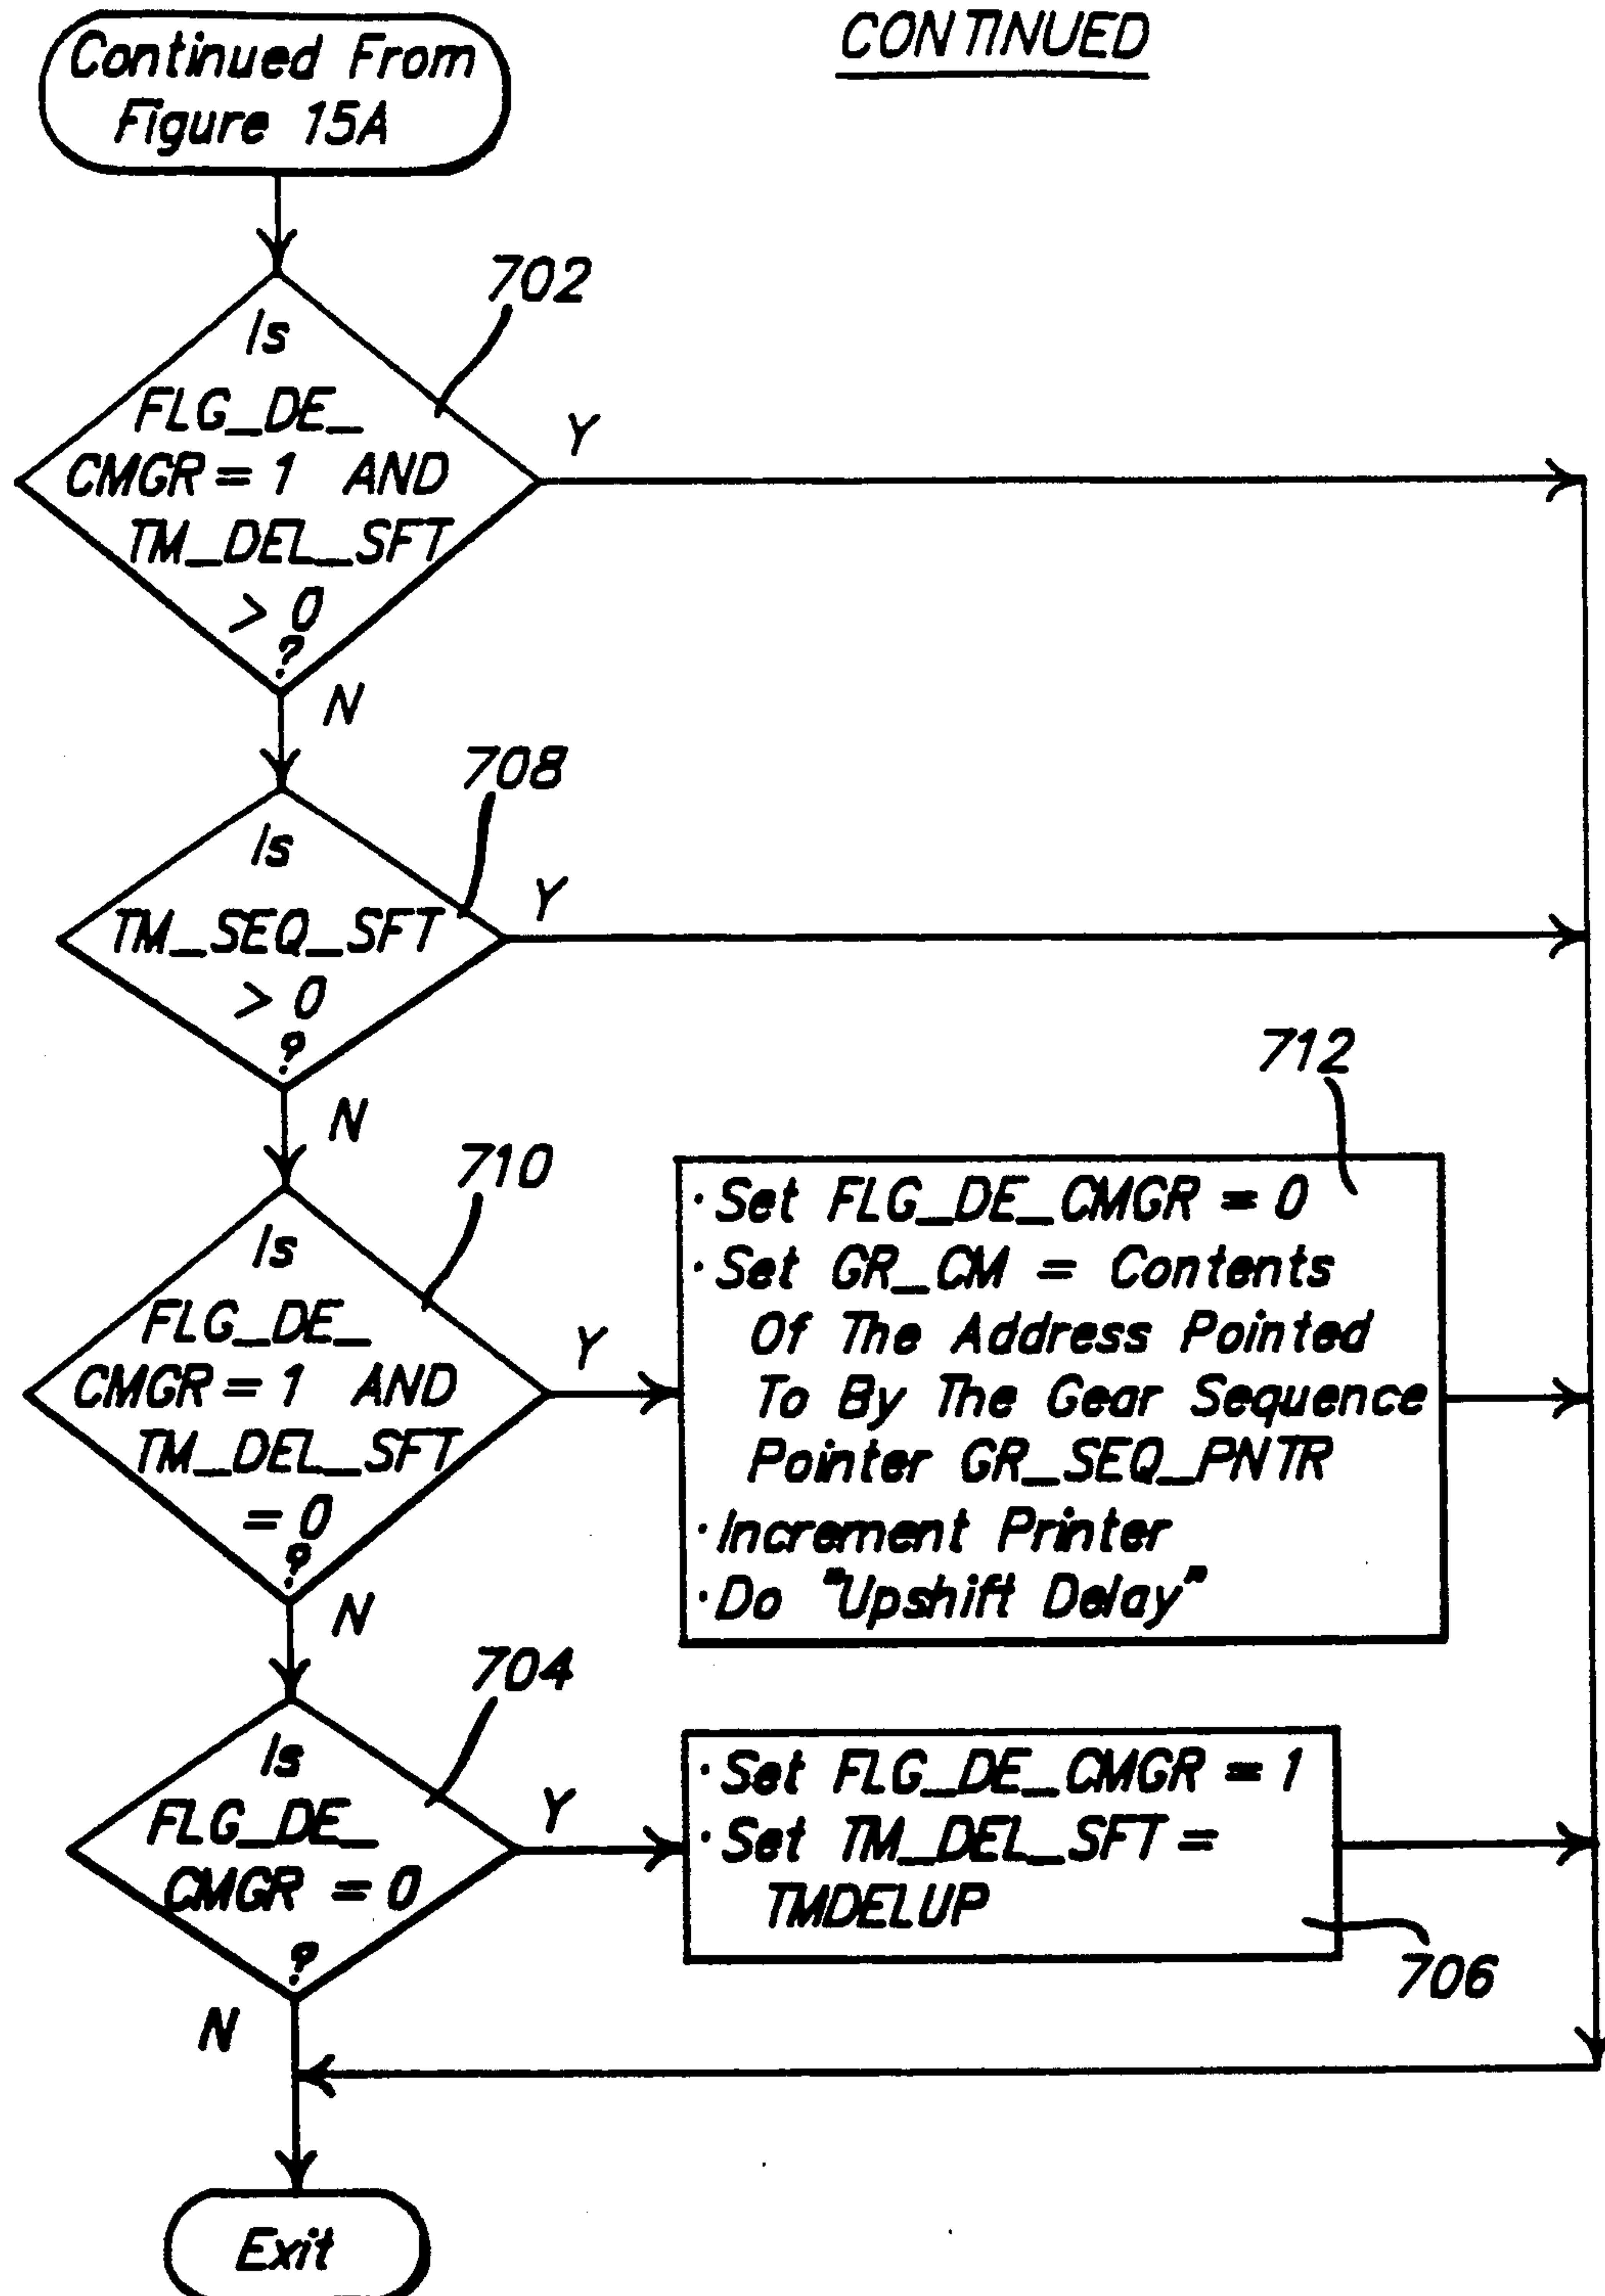 CONTINUED
Continued From
Figure 15A
702
Is
FLG_DE_
CMGR = 1 AND
TM_DEL_SFT
> 0
?
Y
N
708
Is
TM_SEQ_SFT
> 0
?
Y
N
710
Is
FLG_DE_
CMGR = 1 AND
TM_DEL_SFT
= 0
?
Y
N
712
·Set FLG_DE_CMGR = 0
·Set GR_CM = Contents
Of The Address Pointed
To By The Gear Sequence
Pointer GR_SEQ_PNTR
·Increment Printer
·Do "Upshift Delay"
704
Is
FLG_DE_
CMGR = 0
?
Y
N
·Set FLG_DE_CMGR = 1
·Set TM_DEL_SFT =
TMDELUP
706
Exit